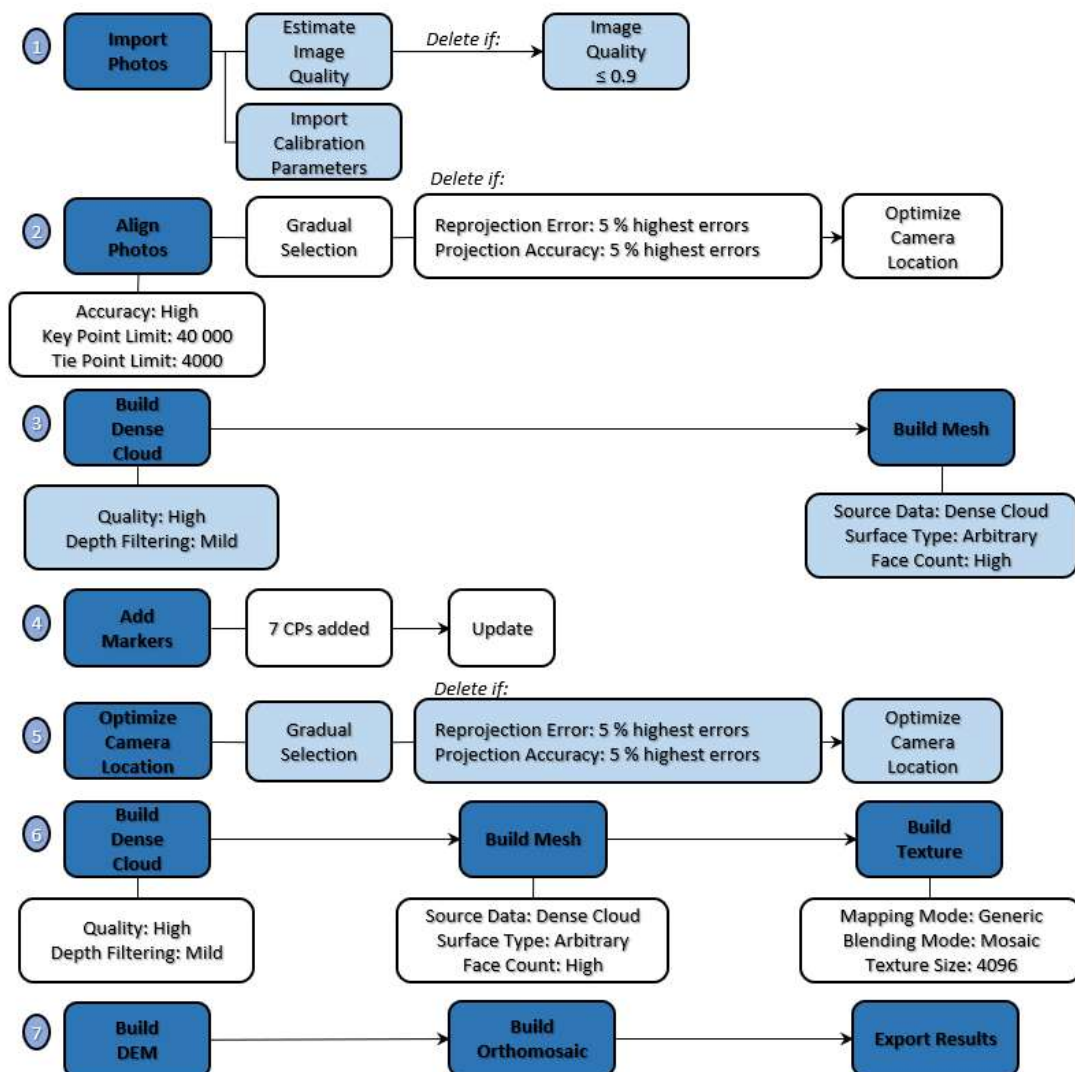 1
Import
Photos
Estimate
Image
Quality
Delete if:
Image
Quality
≤ 0.9
Import
Calibration
Parameters
2
Align
Photos
Gradual
Selection
Delete if:
Reprojection Error: 5 % highest errors
Projection Accuracy: 5 % highest errors
Optimize
Camera
Location
Accuracy: High
Key Point Limit: 40 000
Tie Point Limit: 4000
3
Build
Dense
Cloud
Build Mesh
Quality: High
Depth Filtering: Mild
Source Data: Dense Cloud
Surface Type: Arbitrary
Face Count: High
4
Add
Markers
7 CPs added
Update
5
Optimize
Camera
Location
Gradual
Selection
Delete if:
Reprojection Error: 5 % highest errors
Projection Accuracy: 5 % highest errors
Optimize
Camera
Location
6
Build
Dense
Cloud
Build Mesh
Build
Texture
Quality: High
Depth Filtering: Mild
Source Data: Dense Cloud
Surface Type: Arbitrary
Face Count: High
Mapping Mode: Generic
Blending Mode: Mosaic
Texture Size: 4096
7
Build
DEM
Build
Orthomosaic
Export Results